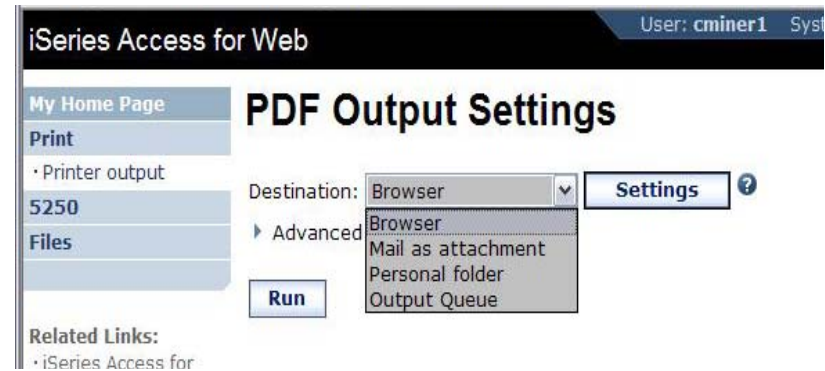 iSeries Access for Web
User: cminer1 Syst
My Home Page
Print
• Printer output
5250
Files
Related Links:
• iSeries Access for
PDF Output Settings
Destination: Browser Settings ?
Advanced
Browser
Mail as attachment
Personal folder
Output Queue
Run